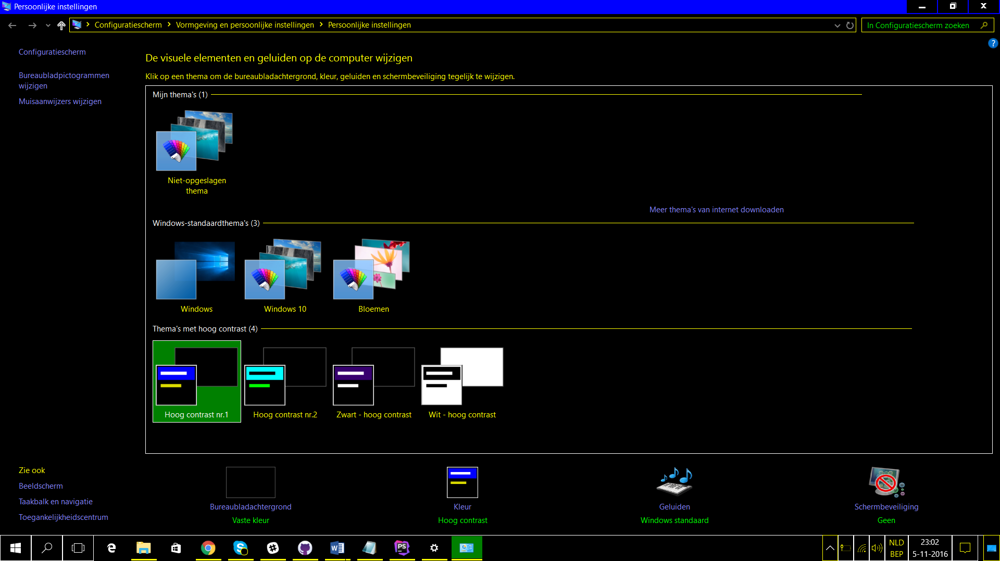 Persoonlijke instellingen
Configuratiescherm > Vormgeving en persoonlijke instellingen > Persoonlijke instellingen
In Configuratiescherm zoeken
?
Configuratiescherm
Bureaubladpictogrammen
wijzigen
Muisaanwijzers wijzigen
De visuele elementen en geluiden op de computer wijzigen
Klik op een thema om de bureaubladachtergrond, kleur, geluiden en schermbeveiliging tegelijk te wijzigen.
Mijn thema's (1)
Niet-opgeslagen
thema
Meer thema's van internet downloaden
Windows-standaardthema's (3)
Windows
Windows 10
Bloemen
Thema's met hoog contrast (4)
Hoog contrast nr.1
Hoog contrast nr.2
Zwart - hoog contrast
Wit - hoog contrast
Zie ook
Beeldscherm
Taakbalk en navigatie
Toegankelijkheidscentrum
Bureaubladachtergrond
Vaste kleur
Kleur
Hoog contrast
Geluiden
Windows standaard
Schermbeveiliging
Geen
PS
NLD
BEP
23:02
5-11-2016